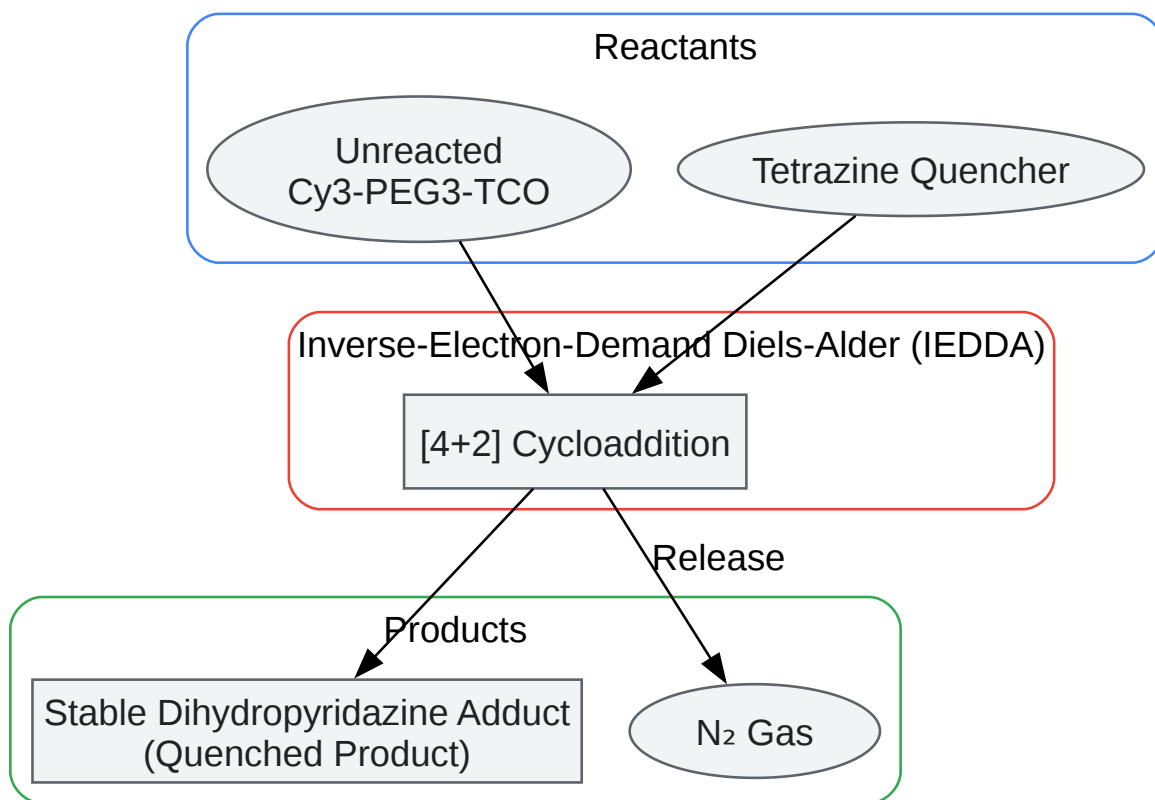 Reactants
Unreacted
Cy3-PEG3-TCO
Tetrazine Quencher
Inverse-Electron-Demand Diels-Alder (IEDDA)
[4+2] Cycloaddition
Release
Products
Stable Dihydropyridazine Adduct
(Quenched Product)
N₂ Gas